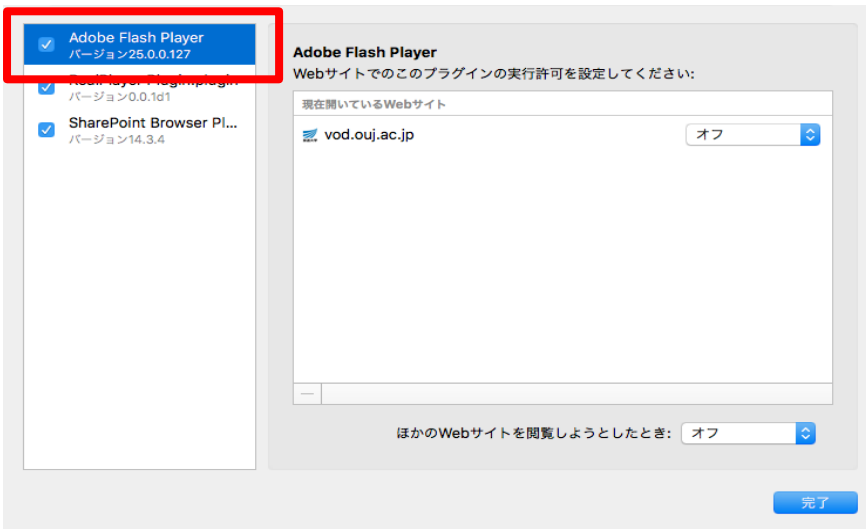 Adobe Flash Player
バージョン25.0.0.127
RealPlayer Plugin.plugin
バージョン0.0.1d1
SharePoint Browser Pl...
バージョン14.3.4
Adobe Flash Player
Webサイトでのこのプラグインの実行許可を設定してください:
現在開いているWebサイト
vod.ouj.ac.jp
オフ
ほかのWebサイトを閲覧しようとしたとき:
オフ
完了